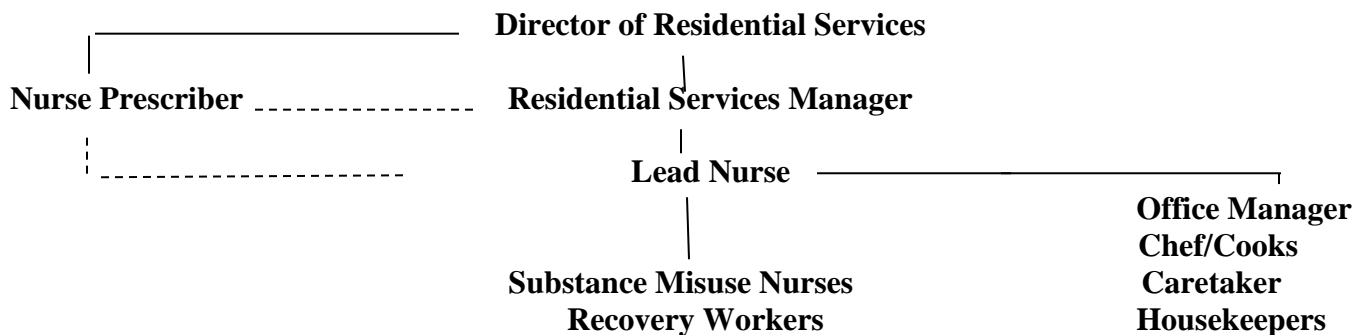 Director of Residential Services
Nurse Prescriber
Residential Services Manager
Lead Nurse
Office Manager
Chef/Cooks
Substance Misuse Nurses
Caretaker
Recovery Workers
Housekeepers